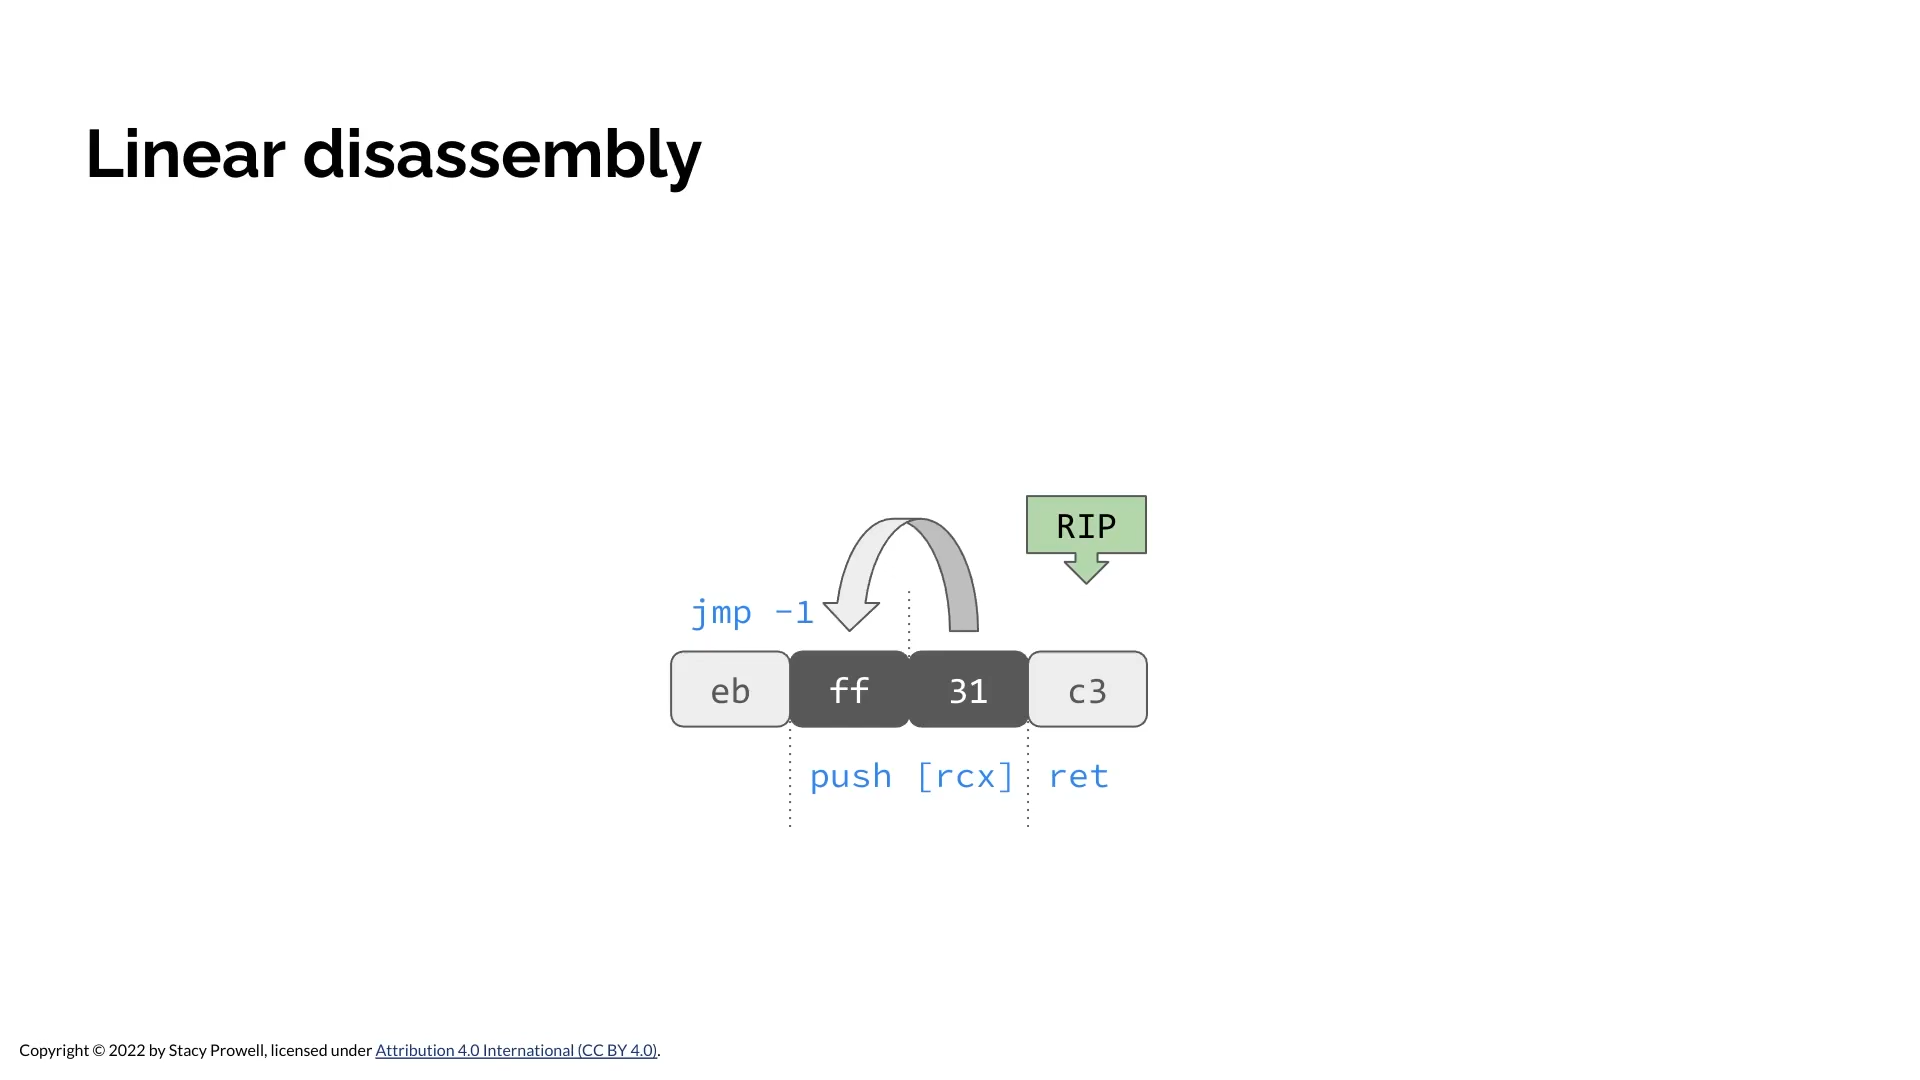 Linear disassembly
RIP
jmp −1
eb ff 31 c3
push [rcx] ret
Copyright © 2022 by Stacy Prowell, licensed under Attribution 4.0 International (CC BY 4.0).